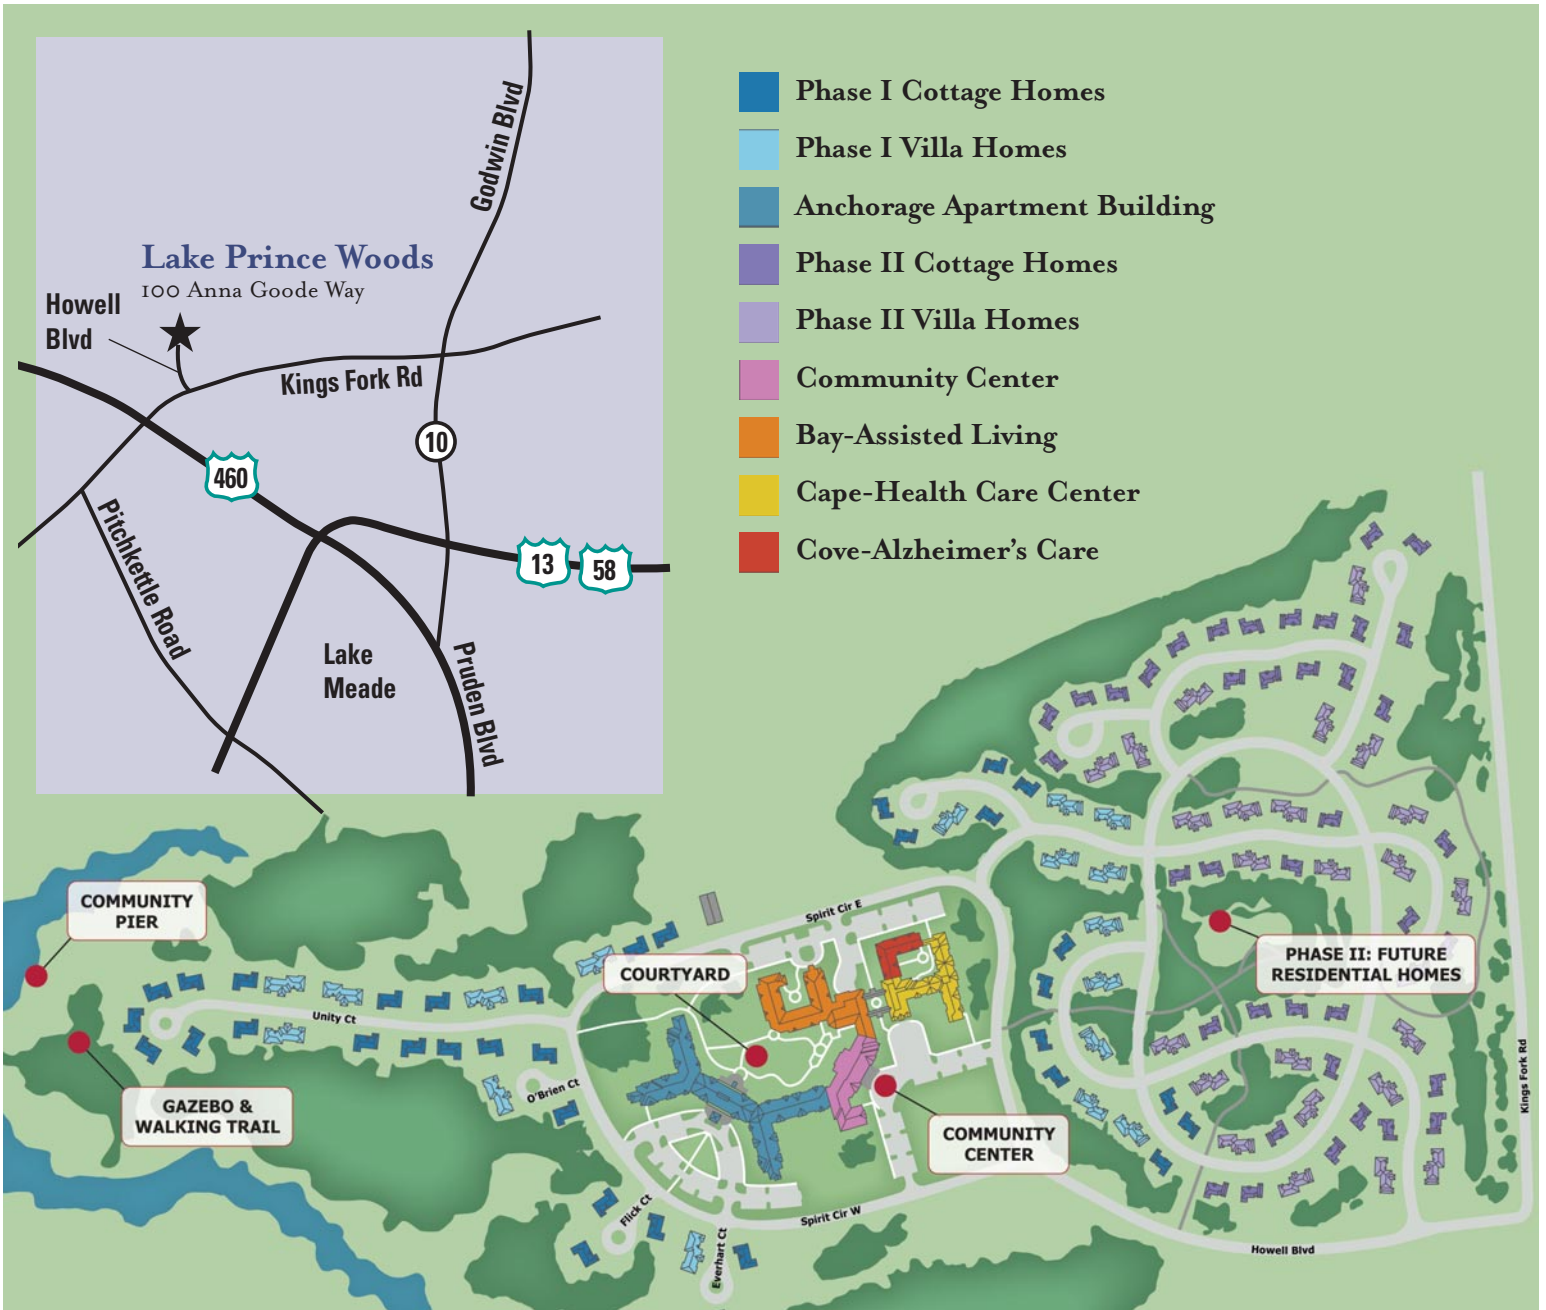 Godwin Blvd
Lake Prince Woods
100 Anna Goode Way
Howell
Blvd
Kings Fork Rd
10
460
Pitchkettle Road
13
58
Lake
Meade
Pruden Blvd
Phase I Cottage Homes
Phase I Villa Homes
Anchorage Apartment Building
Phase II Cottage Homes
Phase II Villa Homes
Community Center
Bay-Assisted Living
Cape-Health Care Center
Cove-Alzheimer's Care
COMMUNITY
PIER
Spirit Cir E
COURTYARD
PHASE II: FUTURE
RESIDENTIAL HOMES
Unity Ct
O'Brien Ct
GAZEBO &
WALKING TRAIL
COMMUNITY
CENTER
Kings Fork Rd
Flick Ct
Spirit Cir W
Everhart Ct
Howell Blvd